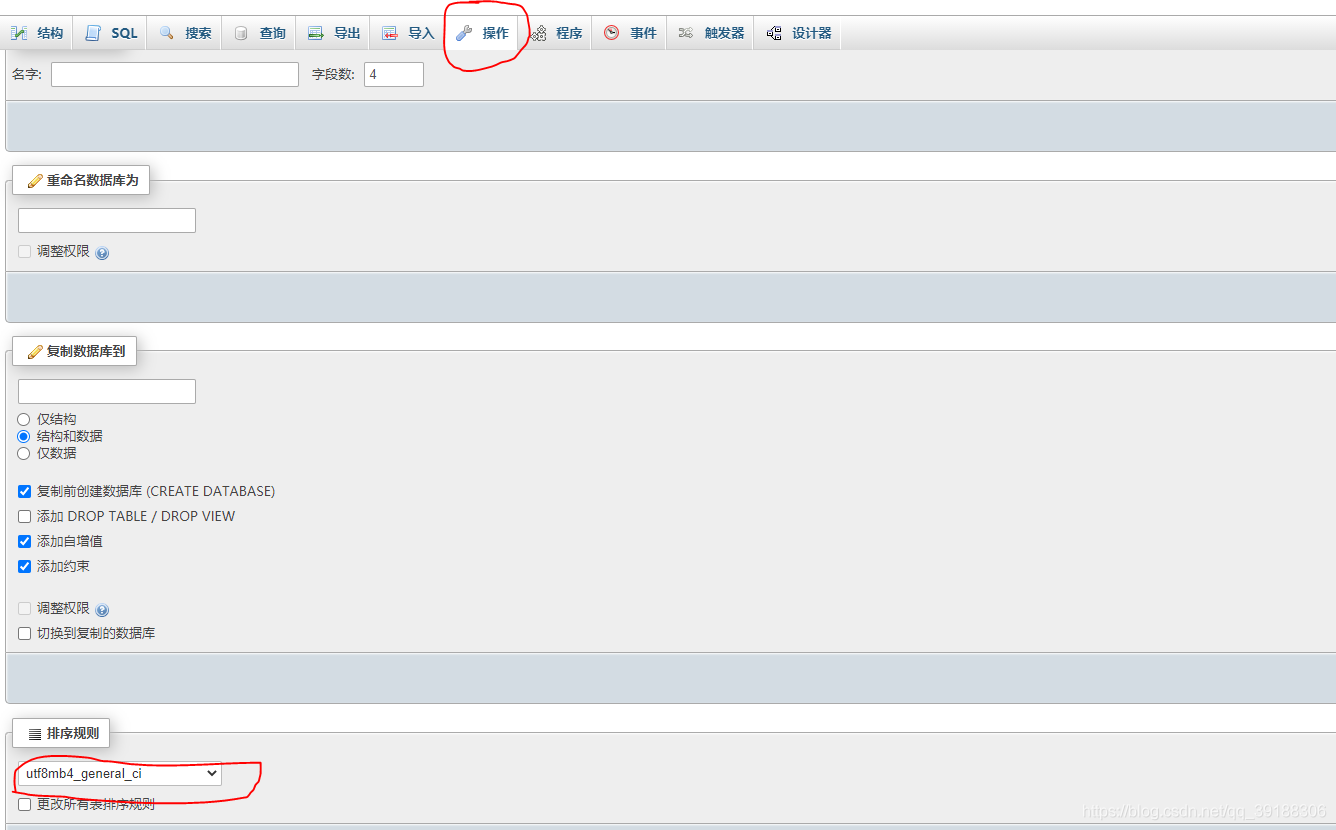 结构 SQL 搜索 查询 导出 导入 操作 程序 事件 触发器 设计器
名字: 字段数: 4
重命名数据库为
调整权限
复制数据库到
仅结构
结构和数据
仅数据
复制前创建数据库 (CREATE DATABASE)
添加 DROP TABLE / DROP VIEW
添加自增值
添加约束
调整权限
切换到复制的数据库
排序规则
utf8mb4_general_ci
更改所有表排序规则
https://blog.csdn.net/qq_39188306